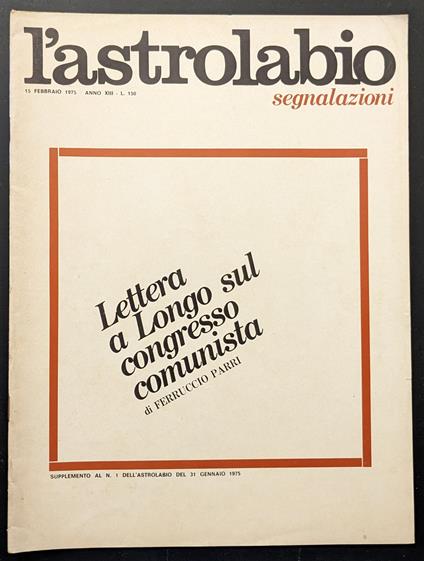 l'astrolabio
15 FEBBRAIO 1975 ANNO XIII - L. 150
segnalazioni
Lettera
a Longo sul
congresso
comunista
di FERRUCCIO PARRI
SUPPLEMENTO AL N. 1 DELL'ASTROLABIO DEL 31 GENNAIO 1975